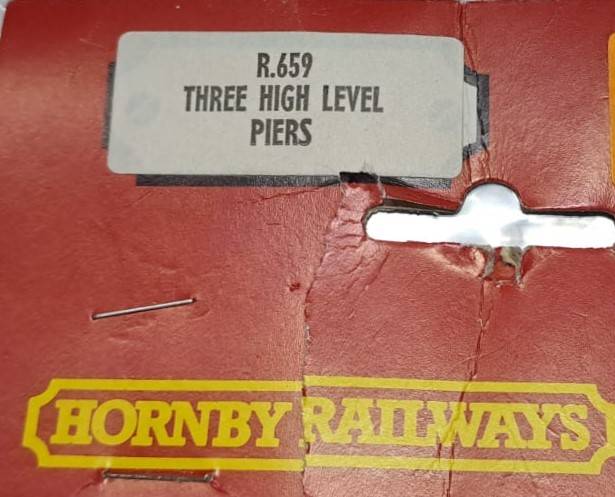 R.659
THREE HIGH LEVEL
PIERS
HORNBY RAILWAYS